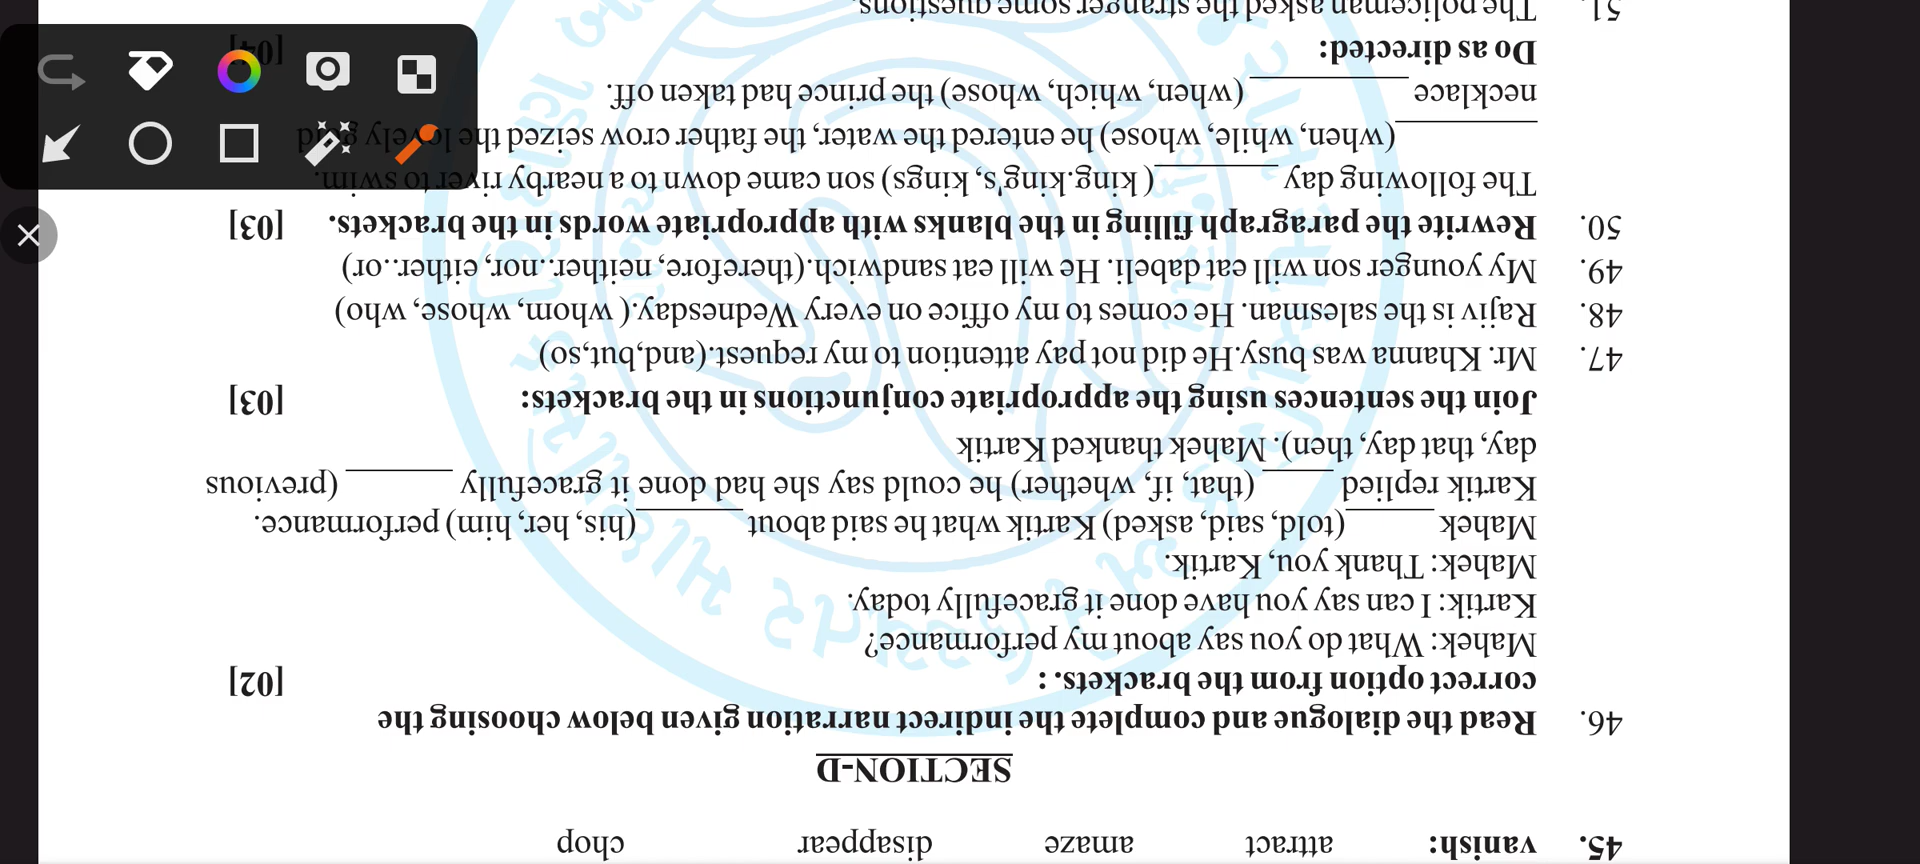 45. vanish: attract amaze disappear chop
SECTION-D
46. Read the dialogue and complete the indirect narration given below choosing the
correct option from the brackets. : [02]
Mahek: What do you say about my performance?
Kartik: I can say you have done it gracefully today.
Mahek: Thank you, Kartik.
Mahek ______(told, said, asked) Kartik what he said about _______(his, her, him) performance.
Kartik replied_____ (that, if, whether) he could say she had done it gracefully _______ (previous
day, that day, then). Mahek thanked Kartik
Join the sentences using the appropriate conjunctions in the brackets: [03]
47. Mr. Khanna was busy.He did not pay attention to my request.(and,but,so)
48. Rajiv is the salesman. He comes to my office on every Wednesday.( whom, whose, who)
49. My younger son will eat dabeli. He will eat sandwich.(therefore, neither..nor, either..or)
50. Rewrite the paragraph filling in the blanks with appropriate words in the brackets. [03]
The following day ________( king.king's, kings) son came down to a nearby river to swim.
_________(when, while, whose) he entered the water, the father crow seized the
necklace __________ (when, which, whose) the prince had taken off.
Do as directed: [04]
51. The policeman asked the stranger some questions.